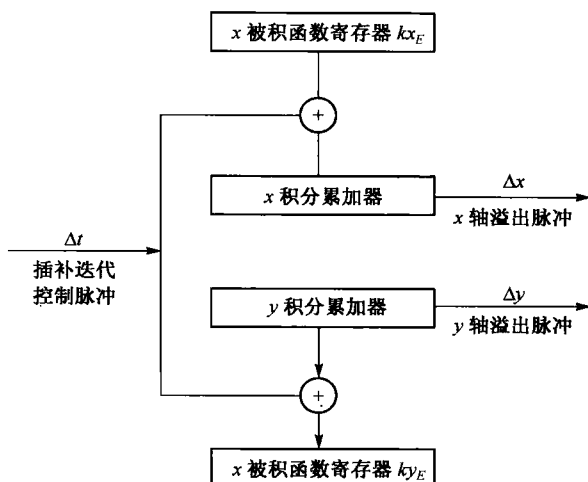 x 被积函数寄存器 kx_E
+
x 积分累加器
Δx
x 轴溢出脉冲
Δt
插补迭代
控制脉冲
y 积分累加器
Δy
y 轴溢出脉冲
+
x 被积函数寄存器 ky_E